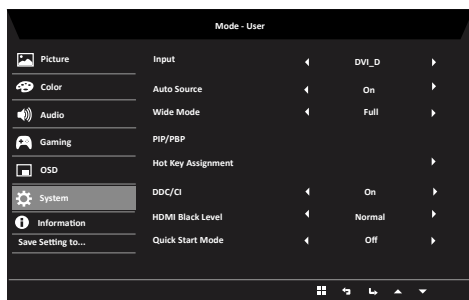 Mode - User
Picture
Color
Audio
Gaming
OSD
System
Information
Save Setting to...
Input DVI_D
Auto Source On
Wide Mode Full
PIP/PBP
Hot Key Assignment
DDC/CI On
HDMI Black Level Normal
Quick Start Mode Off